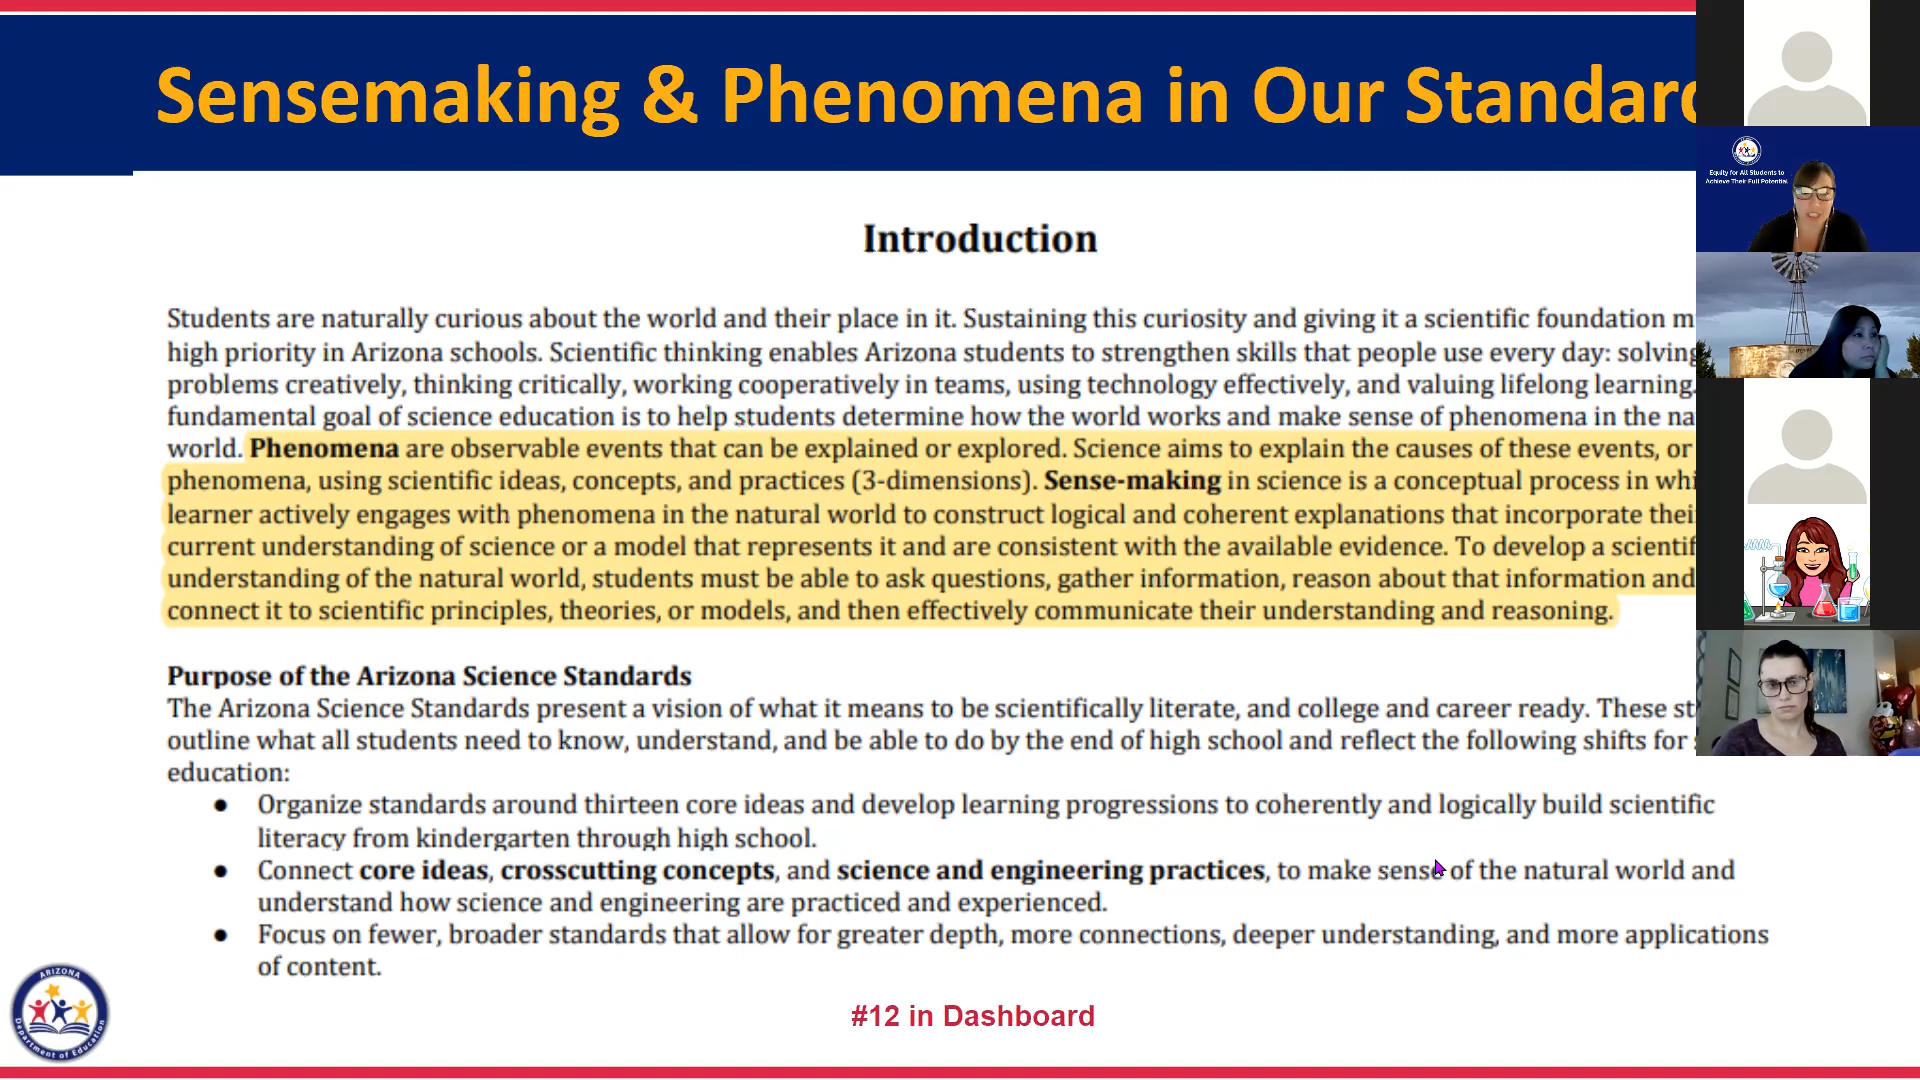 Sensemaking & Phenomena in Our Standard
Equity for All Students to
Achieve Their Full Potential
Introduction
Students are naturally curious about the world and their place in it. Sustaining this curiosity and giving it a scientific foundation m
high priority in Arizona schools. Scientific thinking enables Arizona students to strengthen skills that people use every day: solving
problems creatively, thinking critically, working cooperatively in teams, using technology effectively, and valuing lifelong learning.
fundamental goal of science education is to help students determine how the world works and make sense of phenomena in the na
world. Phenomena are observable events that can be explained or explored. Science aims to explain the causes of these events, or
phenomena, using scientific ideas, concepts, and practices (3-dimensions). Sense-making in science is a conceptual process in whi
learner actively engages with phenomena in the natural world to construct logical and coherent explanations that incorporate thei
current understanding of science or a model that represents it and are consistent with the available evidence. To develop a scientif
understanding of the natural world, students must be able to ask questions, gather information, reason about that information and
connect it to scientific principles, theories, or models, and then effectively communicate their understanding and reasoning.
Purpose of the Arizona Science Standards
The Arizona Science Standards present a vision of what it means to be scientifically literate, and college and career ready. These st
outline what all students need to know, understand, and be able to do by the end of high school and reflect the following shifts for s
education:
● Organize standards around thirteen core ideas and develop learning progressions to coherently and logically build scientific
literacy from kindergarten through high school.
● Connect core ideas, crosscutting concepts, and science and engineering practices, to make sense of the natural world and
understand how science and engineering are practiced and experienced.
● Focus on fewer, broader standards that allow for greater depth, more connections, deeper understanding, and more applications
of content.
#12 in Dashboard
ARIZONA
Department of Education